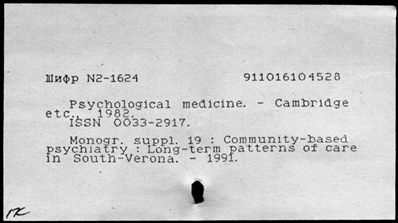 Шифр N2-1624 911016104528
Psychological medicine. - Cambridge
etc., 1982.
ISSN 0033-2917.
Monogr. suppl. 19 : Community-based
psychiatry : Long-term patterns of care
in South-Verona. - 1991.